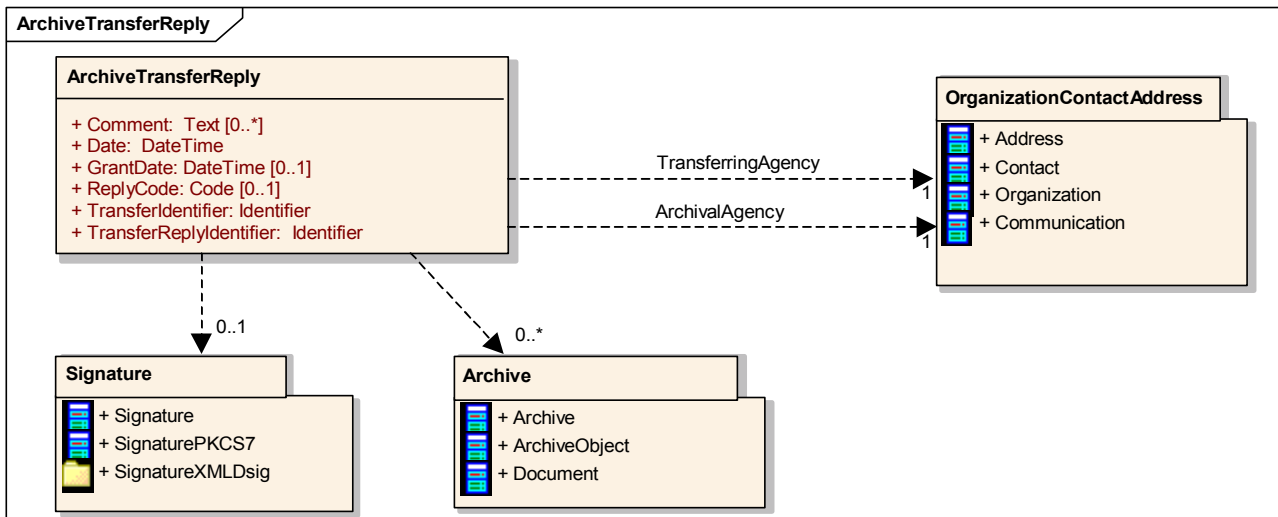 ArchiveTransferReply
ArchiveTransferReply
+ Comment: Text [0..*]
+ Date: DateTime
+ GrantDate: DateTime [0..1]
+ ReplyCode: Code [0..1]
+ TransferIdentifier: Identifier
+ TransferReplyIdentifier: Identifier
TransferringAgency
1
ArchivalAgency
1
OrganizationContactAddress
+ Address
+ Contact
+ Organization
+ Communication
0..1
0..*
Signature
+ Signature
+ SignaturePKCS7
+ SignatureXMLDsig
Archive
+ Archive
+ ArchiveObject
+ Document